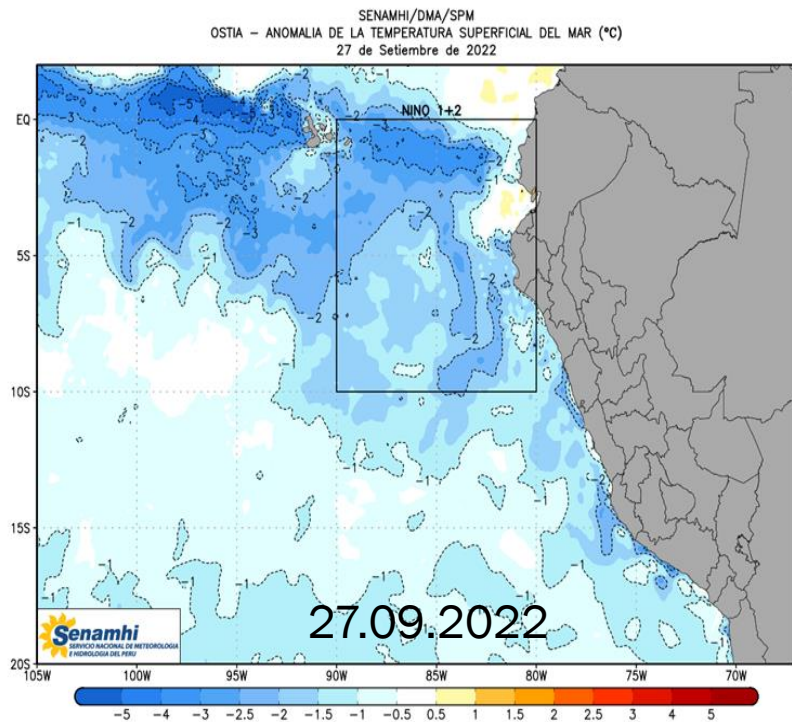 SENAMHI/DMA/SPM
OSTIA – ANOMALIA DE LA TEMPERATURA SUPERFICIAL DEL MAR (°C)
27 de Setiembre de 2022
NINO 1+2
EQ
5S
10S
15S
20S
105W 100W 95W 90W 85W 80W 75W 70W
27.09.2022
Senamhi
SERVICIO NACIONAL DE METEOROLOGIA
E HIDROLOGIA DEL PERU
-5 -4 -3 -2.5 -2 -1.5 -1 -0.5 0.5 1 1.5 2 2.5 3 4 5